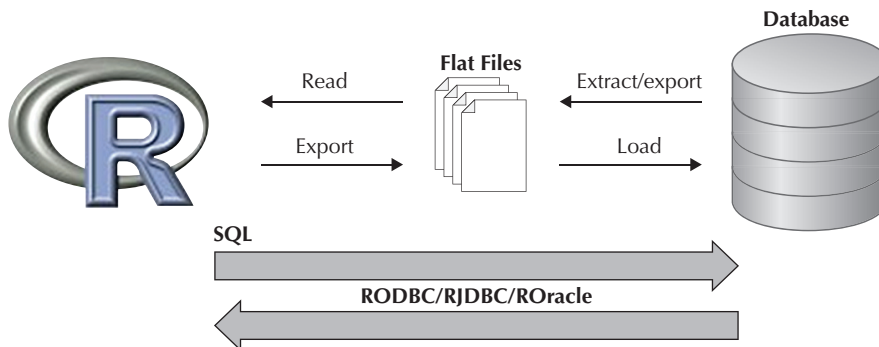 Database
Flat Files
Read
Extract/export
R
Export
Load
SQL
RODBC/RJDBC/ROracle